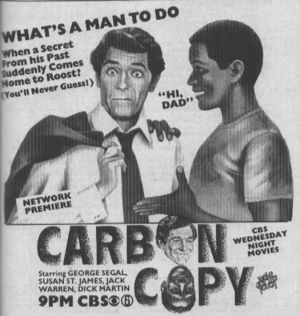 WHAT'S A MAN TO DO
When a Secret
From his Past
Suddenly Comes
Home to Roost?
(You'll Never Guess!)
"HI,
DAD"
NETWORK
PREMIERE
CARBON
COPY
CBS
WEDNESDAY
NIGHT
MOVIES
Starring GEORGE SEGAL,
SUSAN ST. JAMES, JACK
WARREN, DICK MARTIN
9PM CBS 6